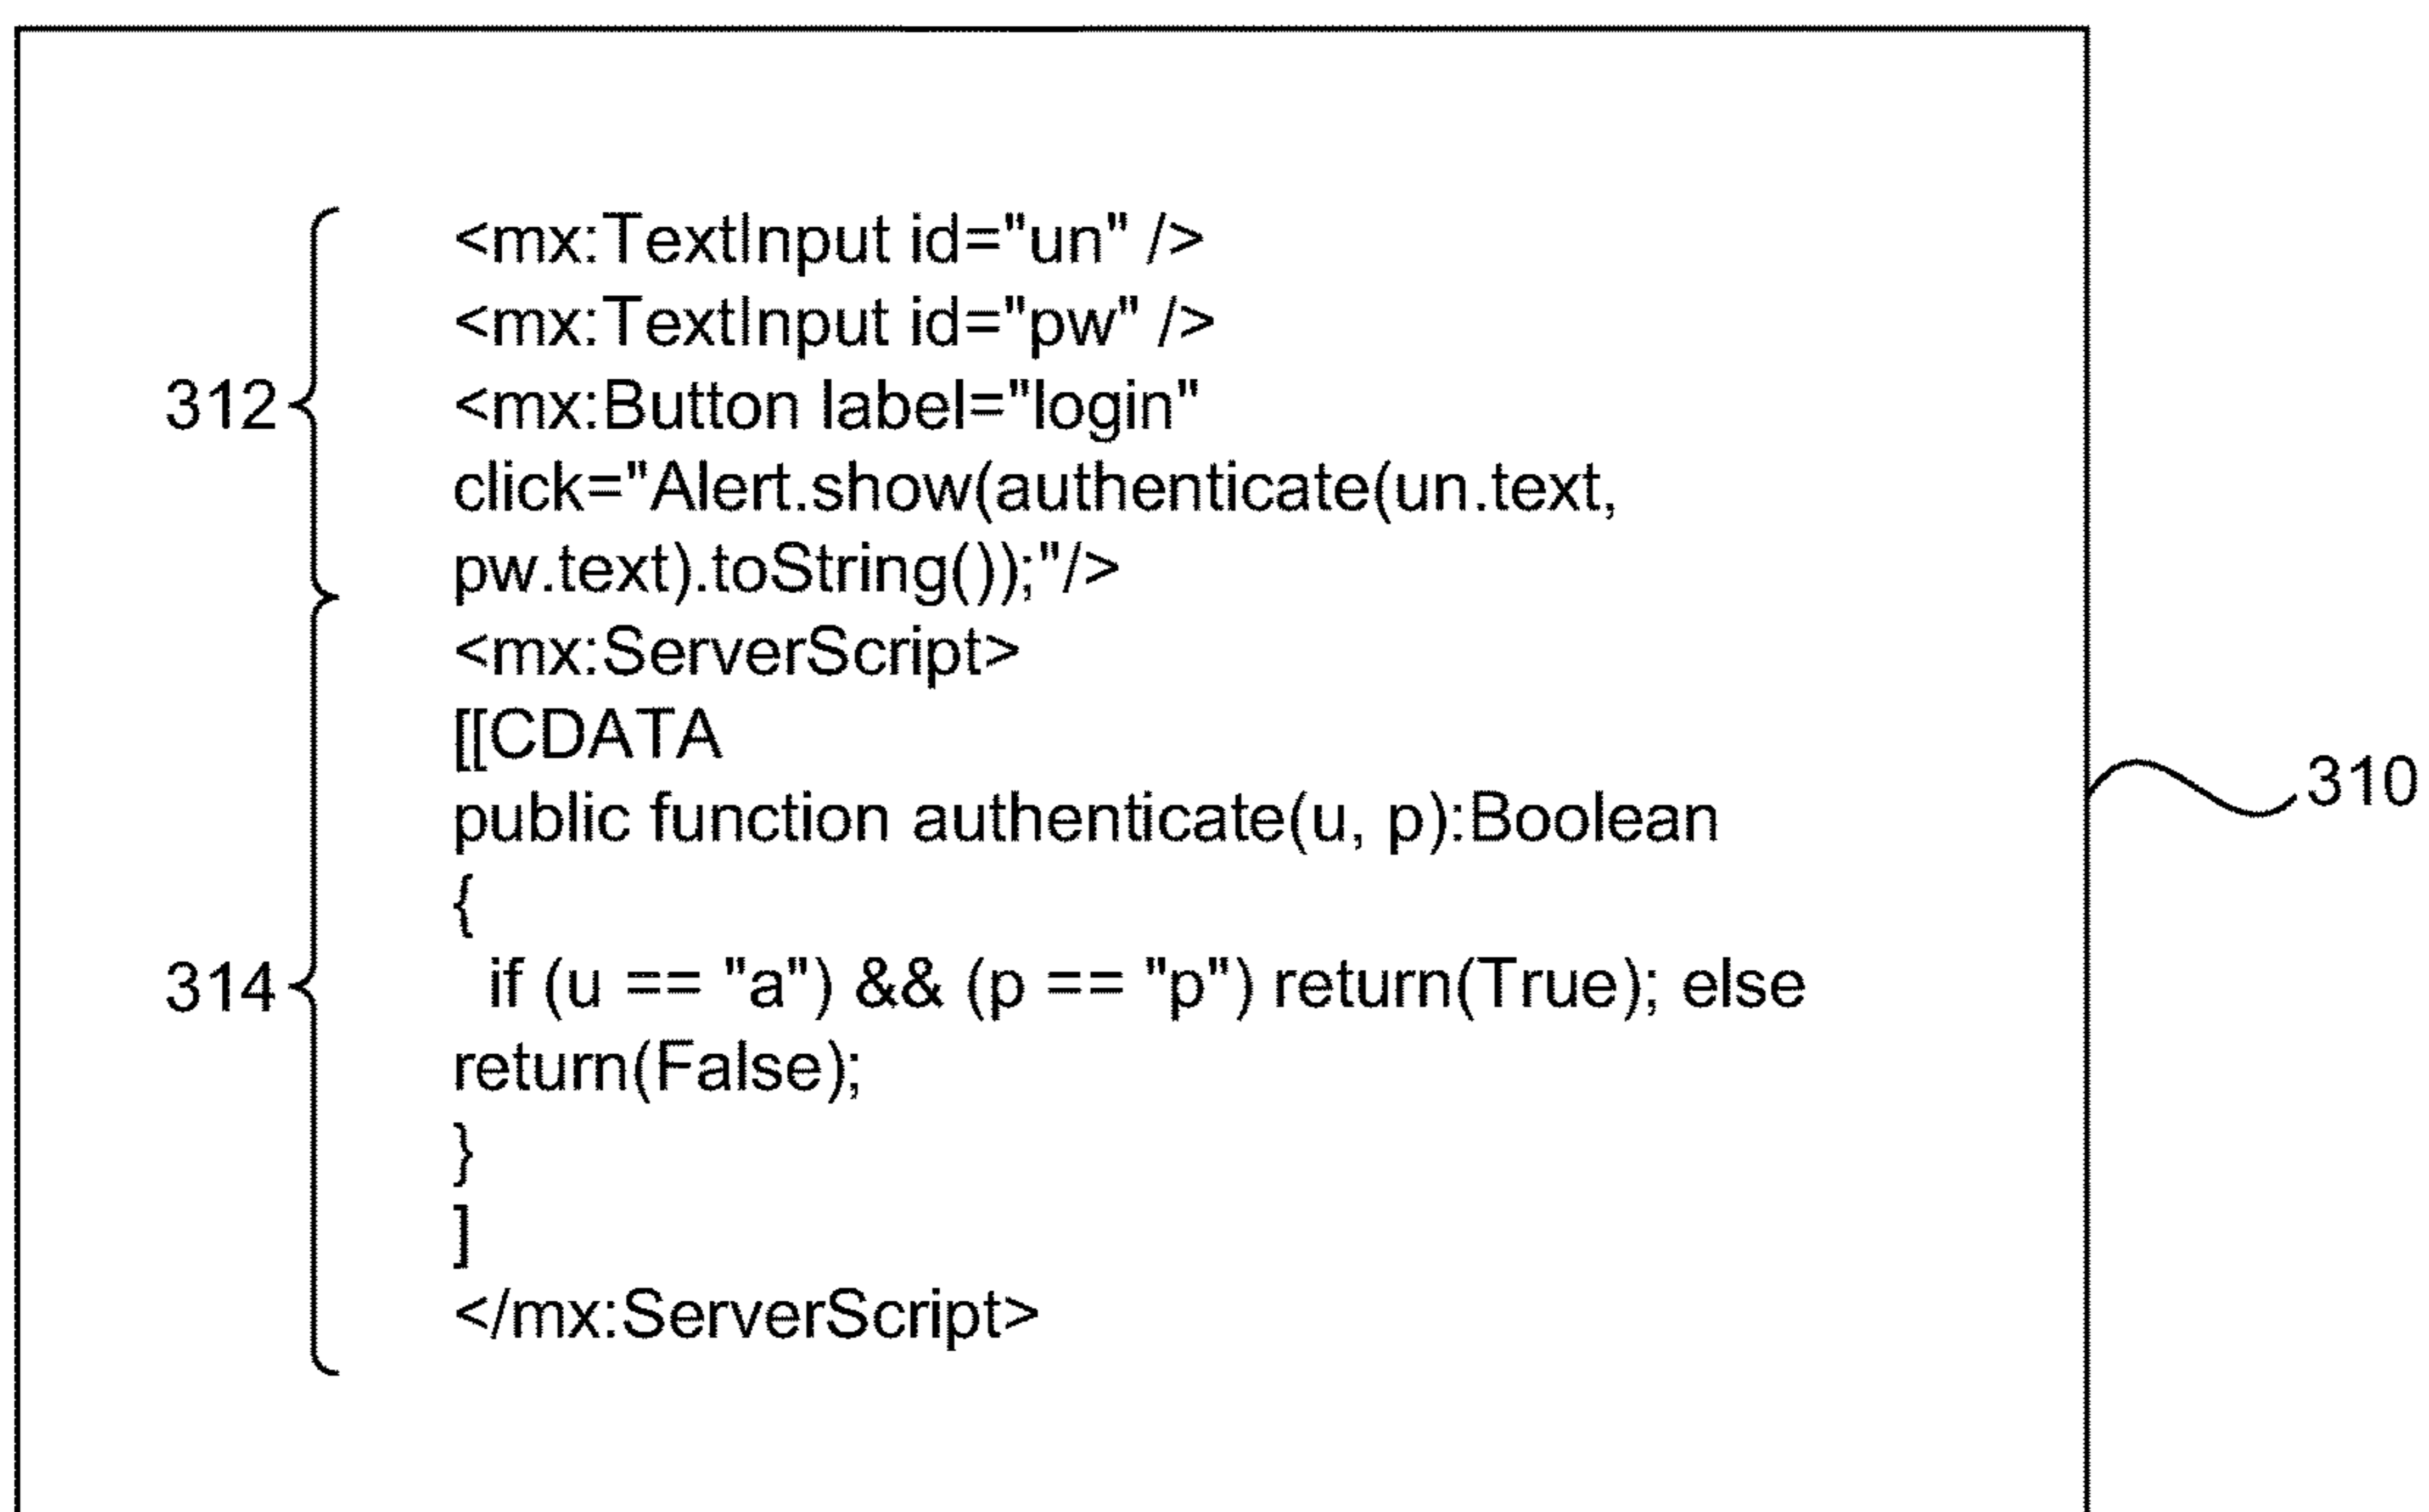 <mx:TextInput id="un" />
<mx:TextInput id="pw" />
312
<mx:Button label="login"
click="Alert.show(authenticate(un.text,
pw.text).toString());"/>
<mx:ServerScript>
[[CDATA
310
public function authenticate(u, p):Boolean
{
314
if (u == "a") && (p == "p") return(True); else
return(False);
}
]
</mx:ServerScript>